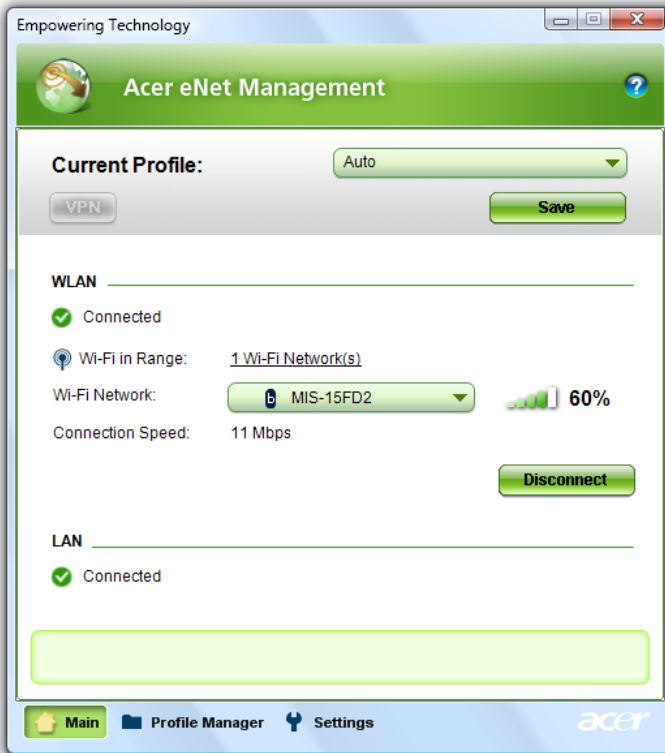 Empowering Technology
Acer eNet Management
?
Current Profile: Auto
VPN Save
WLAN
Connected
Wi-Fi in Range: 1 Wi-Fi Network(s)
Wi-Fi Network: b MIS-15FD2 60%
Connection Speed: 11 Mbps
Disconnect
LAN
Connected
Main Profile Manager Settings acer